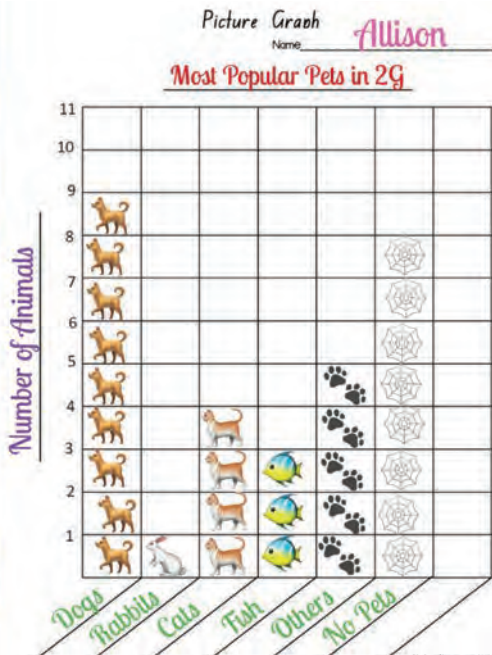 Picture Graph
Name Allison
Most Popular Pets in 2G
11
10
9
8
7
6
5
4
3
2
1
Number of Animals
Dogs
Rabbits
Cats
Fish
Others
No Pets